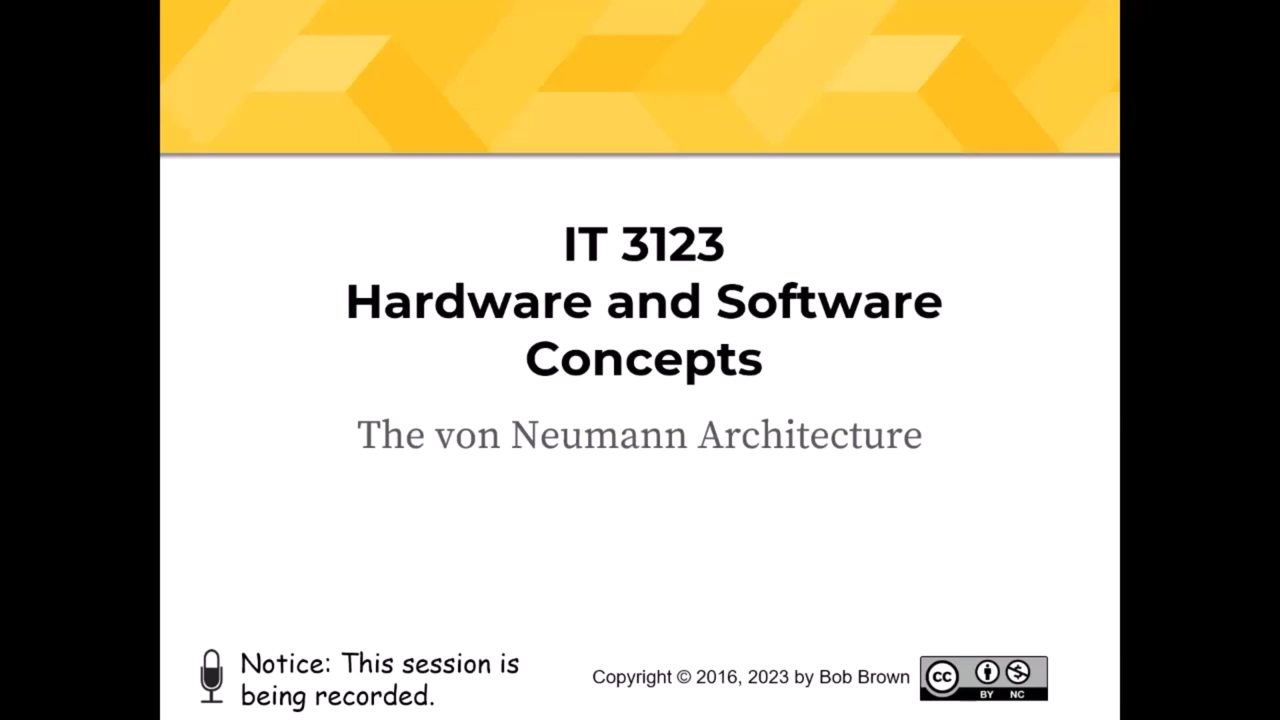 IT 3123
Hardware and Software
Concepts
The von Neumann Architecture
Notice: This session is
being recorded.
Copyright © 2016, 2023 by Bob Brown
cc
BY NC